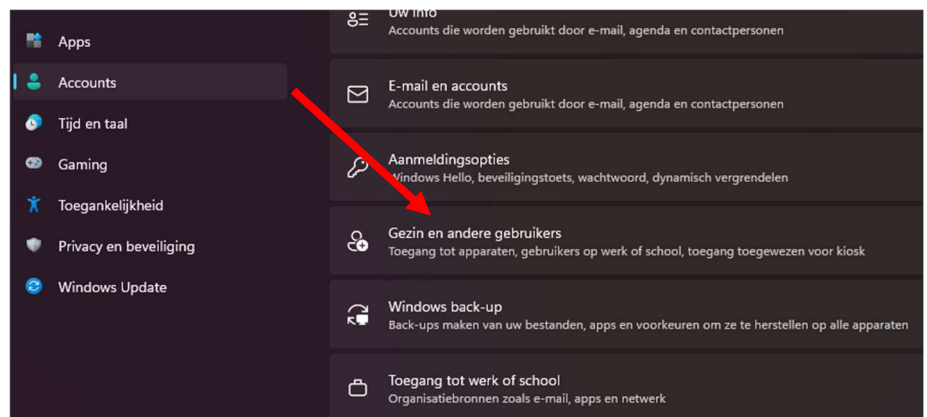 Apps
Accounts
Tijd en taal
Gaming
Toegankelijkheid
Privacy en beveiliging
Windows Update
Uw info
Accounts die worden gebruikt door e-mail, agenda en contactpersonen
E-mail en accounts
Accounts die worden gebruikt door e-mail, agenda en contactpersonen
Aanmeldingsopties
Windows Hello, beveiligingstoets, wachtwoord, dynamisch vergrendelen
Gezin en andere gebruikers
Toegang tot apparaten, gebruikers op werk of school, toegang toegewezen voor kiosk
Windows back-up
Back-ups maken van uw bestanden, apps en voorkeuren om ze te herstellen op alle apparaten
Toegang tot werk of school
Organisatiebronnen zoals e-mail, apps en netwerk